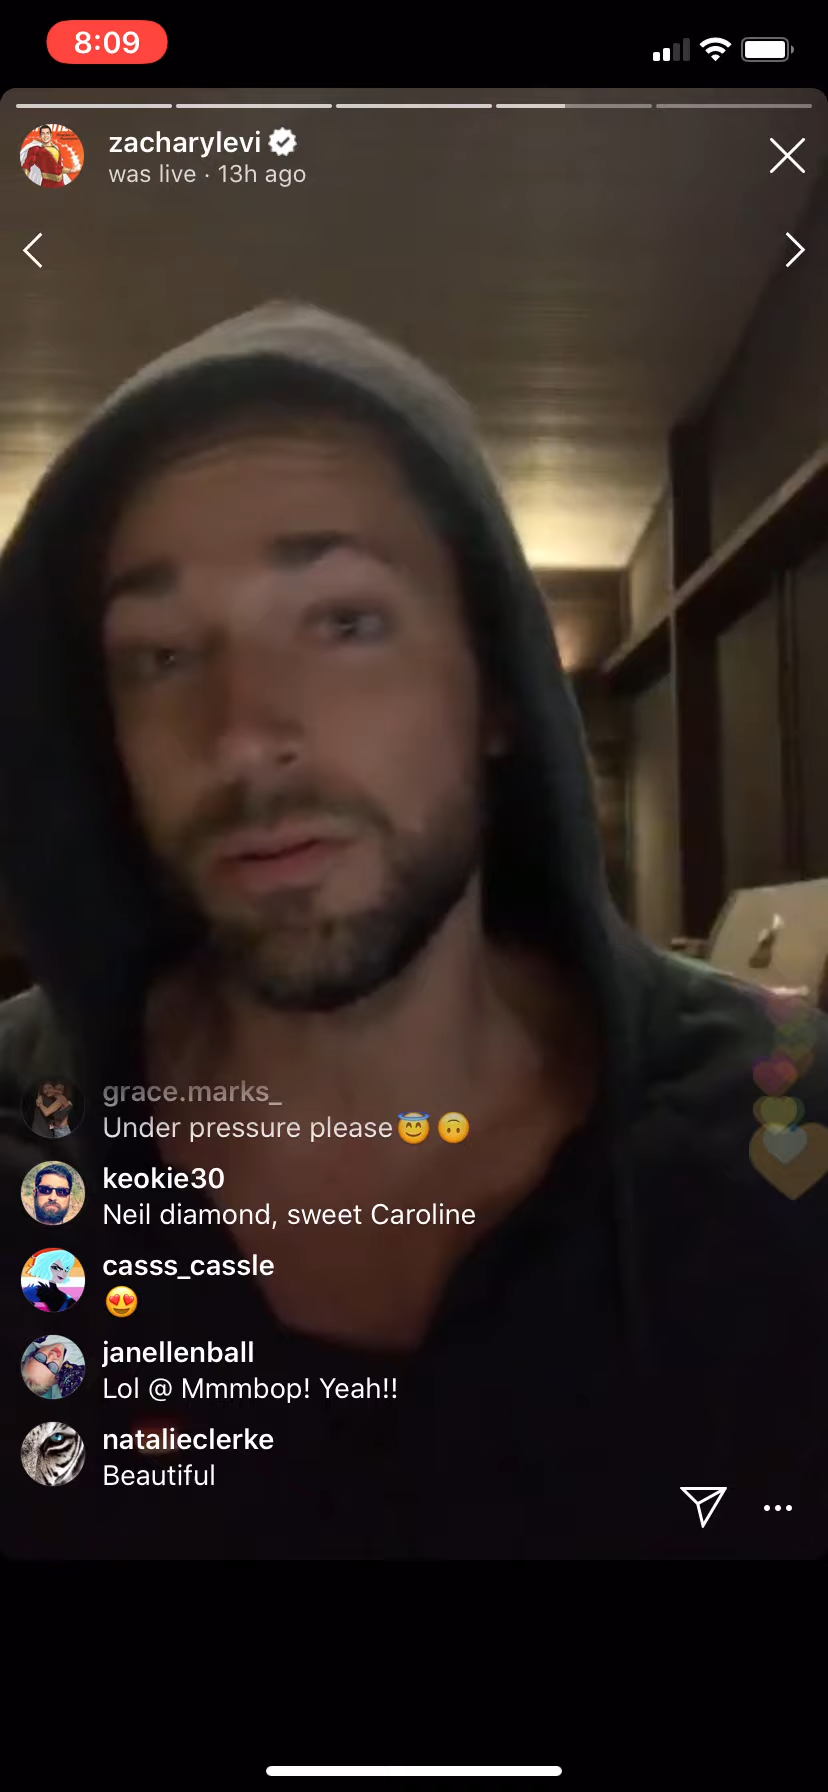 8:09
zacharylevi
was live · 13h ago
grace.marks_
Under pressure please😇🙃
keokie30
Neil diamond, sweet Caroline
casss_cassle
😍
janellenball
Lol @ Mmmbop! Yeah!!
natalieclerke
Beautiful